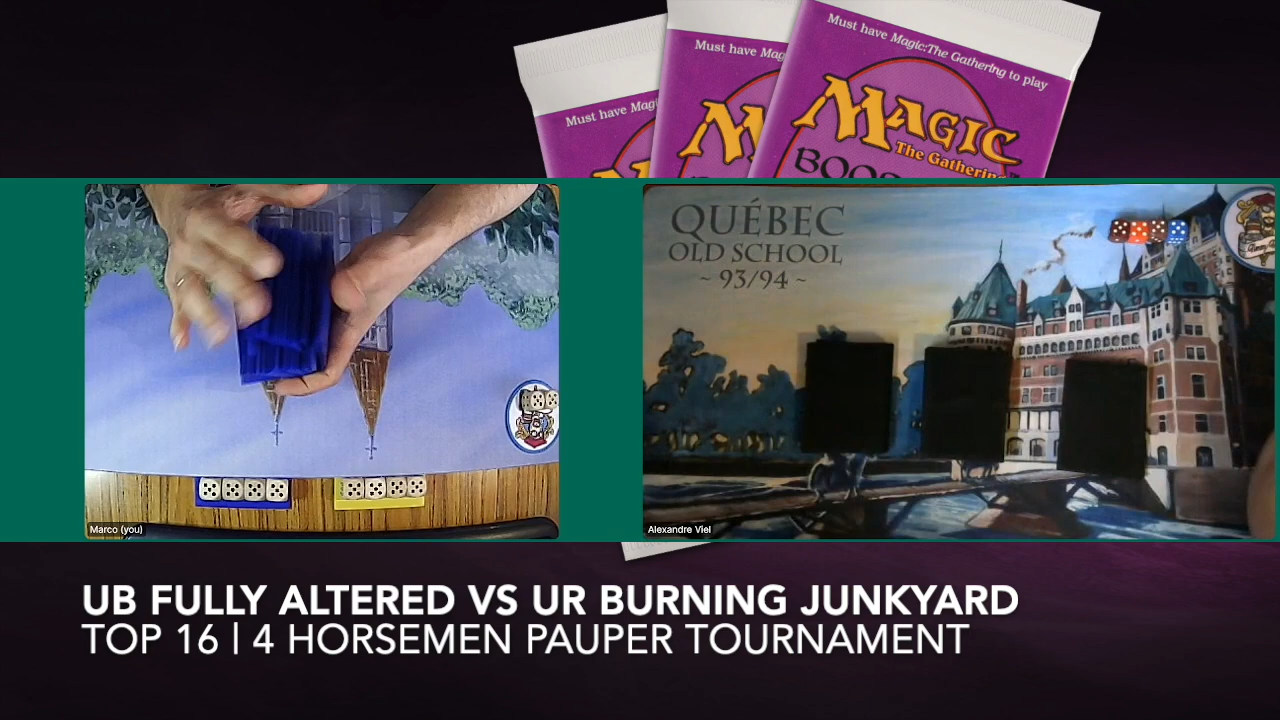 Must have Magic:The Gathering to play
Must have Mag
Must have Magi
MAGIC
The Gathering
BOO
M
M
QUÉBEC
OLD SCHOOL
~ 93/94 ~
Marco (you)
Alexandre Viel
UB FULLY ALTERED VS UR BURNING JUNKYARD
TOP 16 | 4 HORSEMEN PAUPER TOURNAMENT